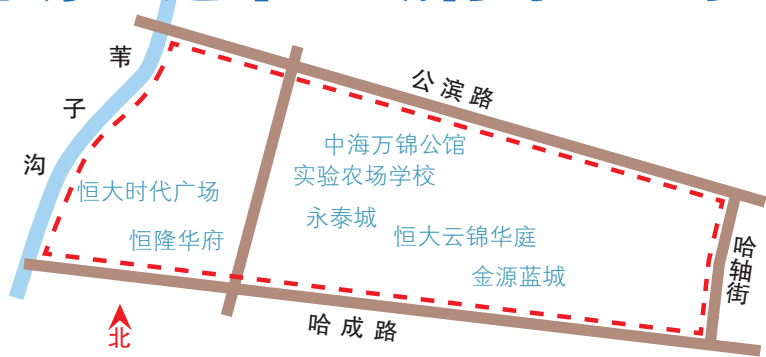 苇子沟
公滨路
中海万锦公馆
实验农场学校
恒大时代广场
永泰城
恒隆华府
恒大云锦华庭
金源蓝城
哈轴街
哈成路
北